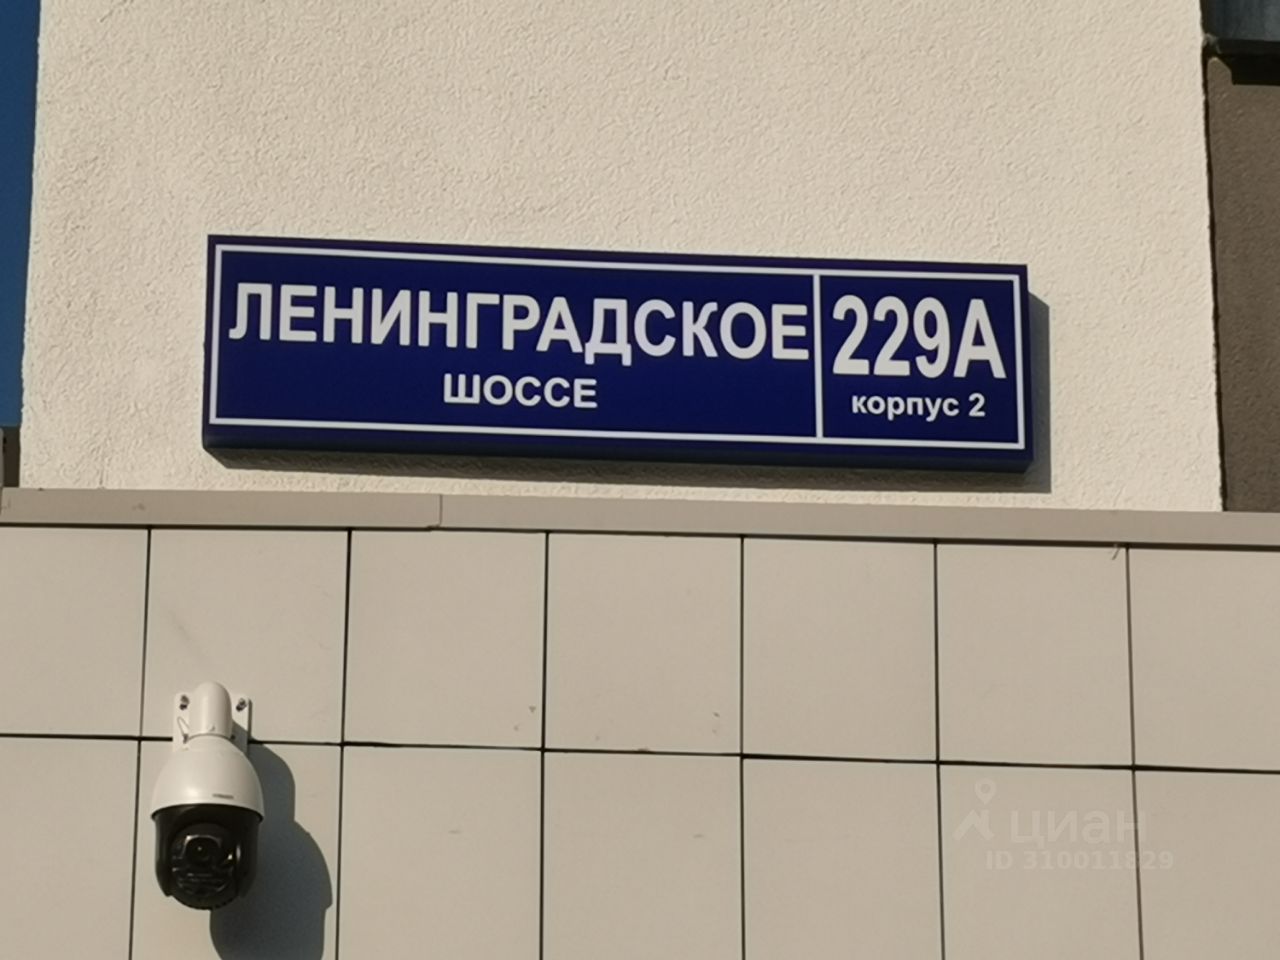 ЛЕНИНГРАДСКОЕ
ШОССЕ
229А
корпус 2
циан
ID 310011829